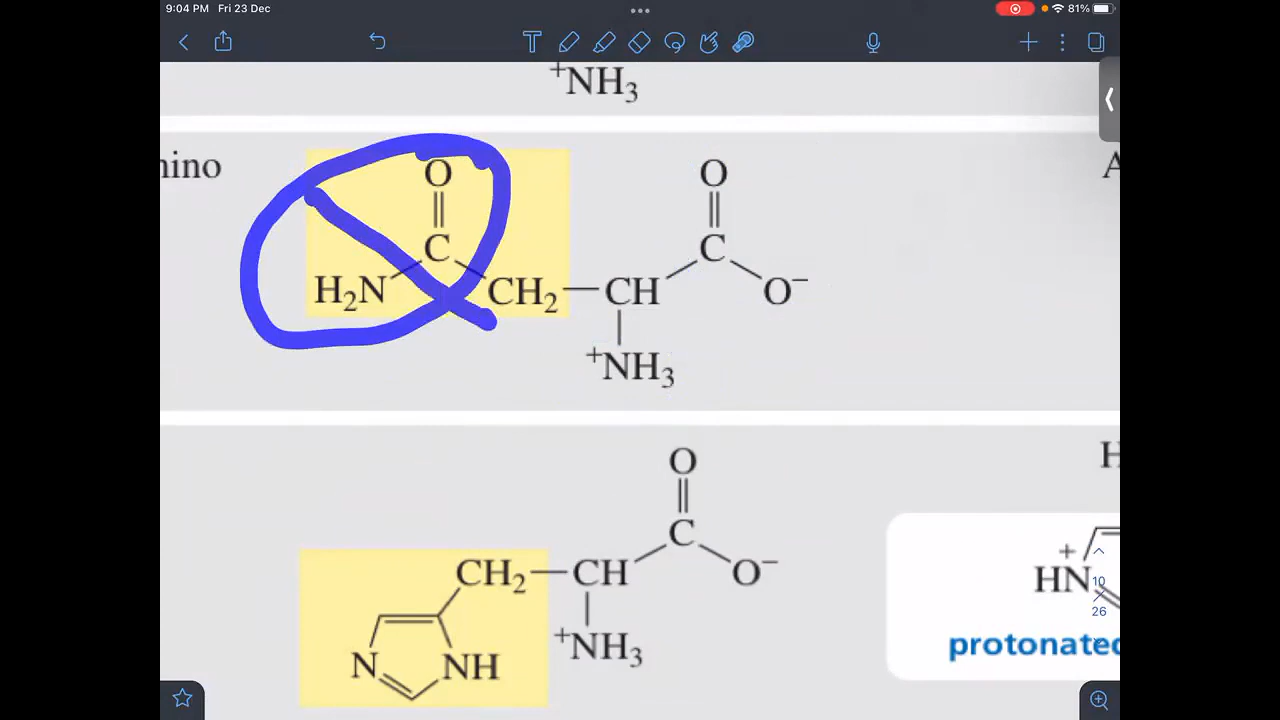 9:04 PM Fri 23 Dec
81%
T
⁺NH₃
nino
O
O
A
C
C
H₂N
CH₂
CH
O⁻
⁺NH₃
O
H
C
CH₂
CH
O⁻
+
HN
10
26
⁺NH₃
N
NH
protonated